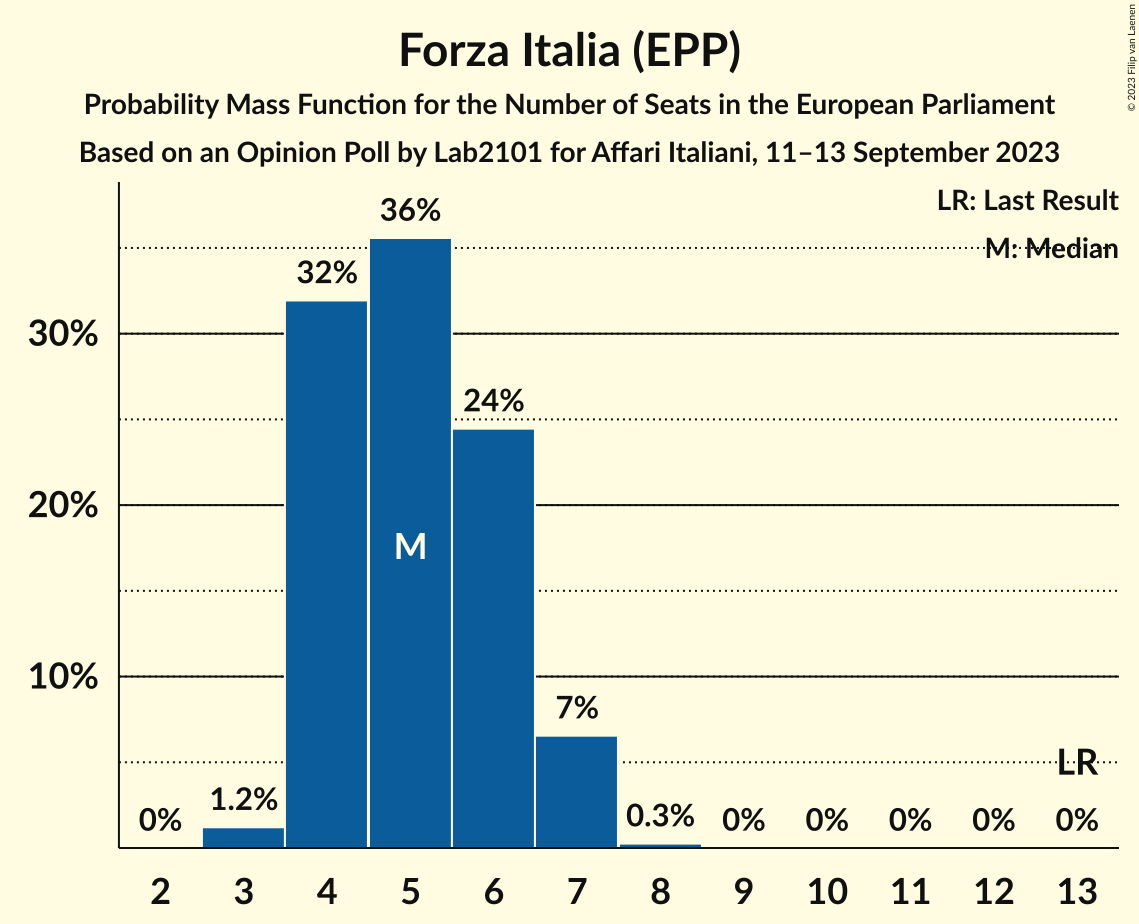 Forza Italia (EPP)
Probability Mass Function for the Number of Seats in the European Parliament
Based on an Opinion Poll by Lab2101 for Affari Italiani, 11–13 September 2023
© 2023 Filip van Laenen
LR: Last Result
M: Median
36%
32%
30%
24%
20%
M
10%
7%
LR
0% 1.2% 0.3% 0% 0% 0% 0% 0%
2 3 4 5 6 7 8 9 10 11 12 13